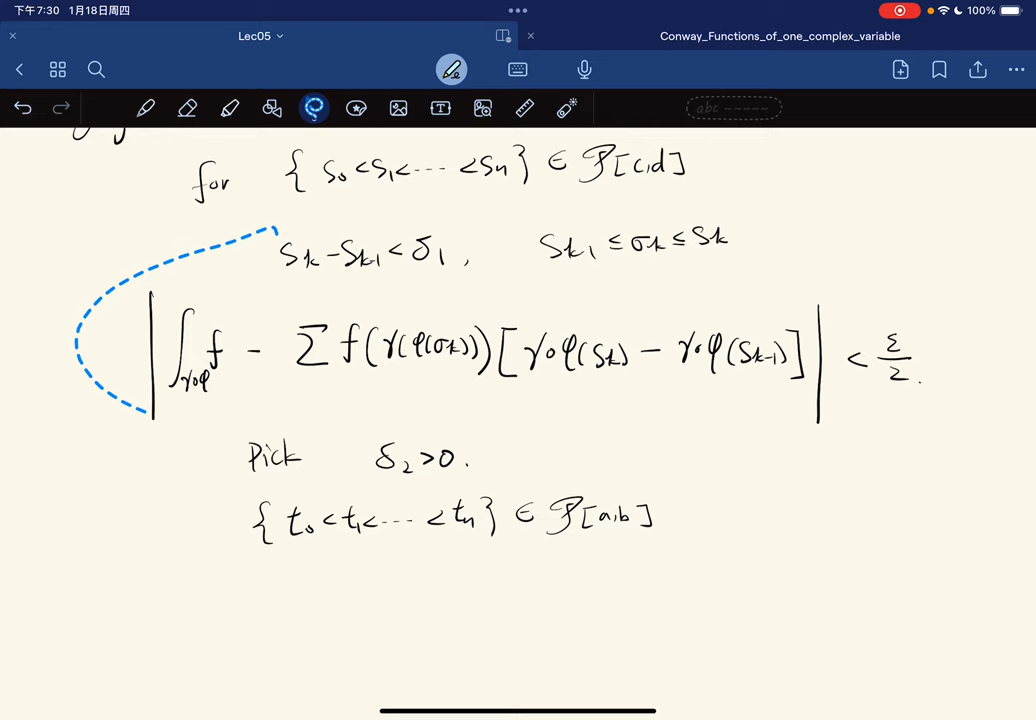 下午7:30 1月18日周四
100%
Lec05
Conway_Functions_of_one_complex_variable
abc
for { s₀ < s₁ < ⋯ < sₙ } ∈ 𝒫[c,d]
Sₖ - Sₖ₋₁ < δ₁ , Sₖ₋₁ ≤ σₖ ≤ Sₖ
| ∫_{γ∘φ} f - Σ f(γ(φ(σₖ))) [ γ∘φ(Sₖ) - γ∘φ(Sₖ₋₁) ] | < ε/2 .
Pick δ₂ > 0 .
{ t₀ < t₁ < ⋯ < tₙ } ∈ 𝒫[a,b]